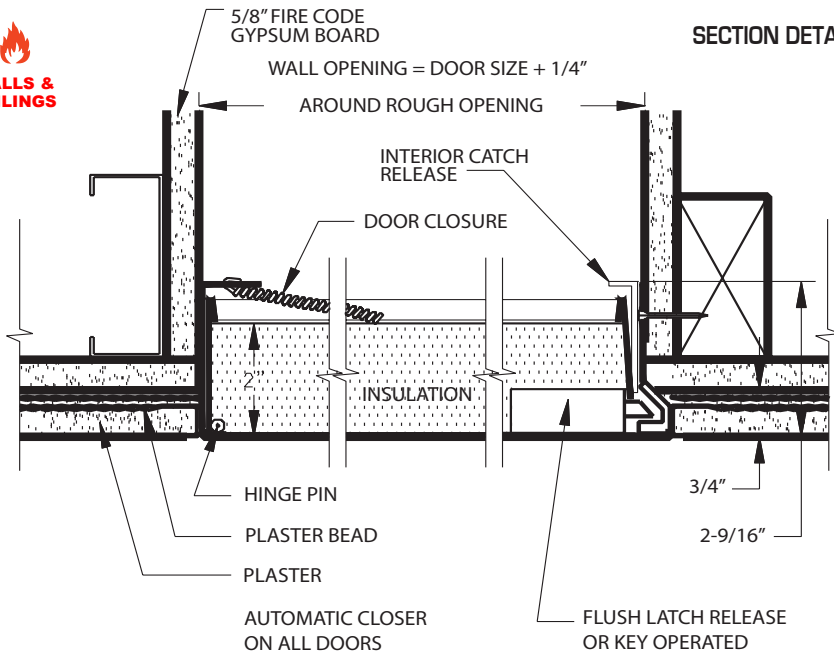 5/8” FIRE CODE
GYPSUM BOARD
SECTION DETA
ALLS &
ILINGS
WALL OPENING = DOOR SIZE + 1/4”
AROUND ROUGH OPENING
INTERIOR CATCH
RELEASE
DOOR CLOSURE
2”
INSULATION
HINGE PIN
3/4”
PLASTER BEAD
2-9/16”
PLASTER
AUTOMATIC CLOSER
ON ALL DOORS
FLUSH LATCH RELEASE
OR KEY OPERATED